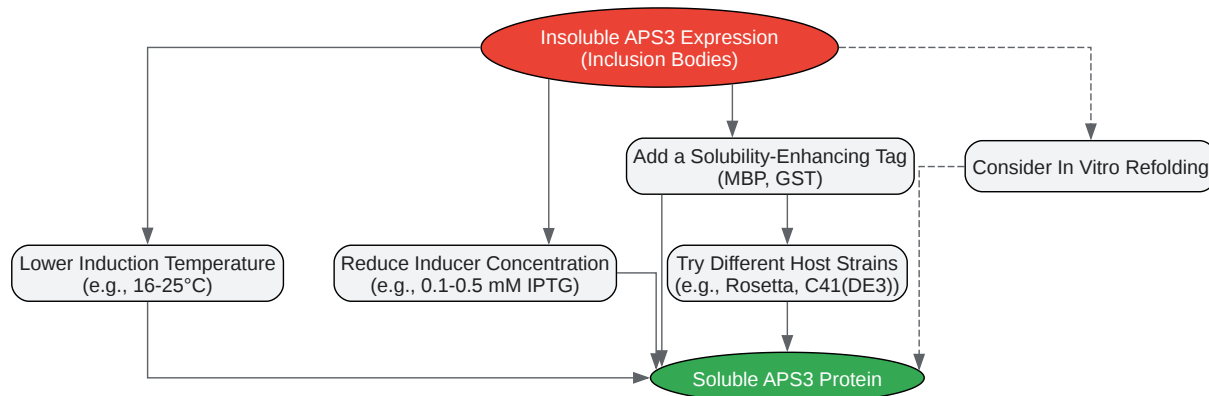 Insoluble APS3 Expression
(Inclusion Bodies)
Add a Solubility-Enhancing Tag
(MBP, GST)
Consider In Vitro Refolding
Lower Induction Temperature
(e.g., 16-25°C)
Reduce Inducer Concentration
(e.g., 0.1-0.5 mM IPTG)
Try Different Host Strains
(e.g., Rosetta, C41(DE3))
Soluble APS3 Protein